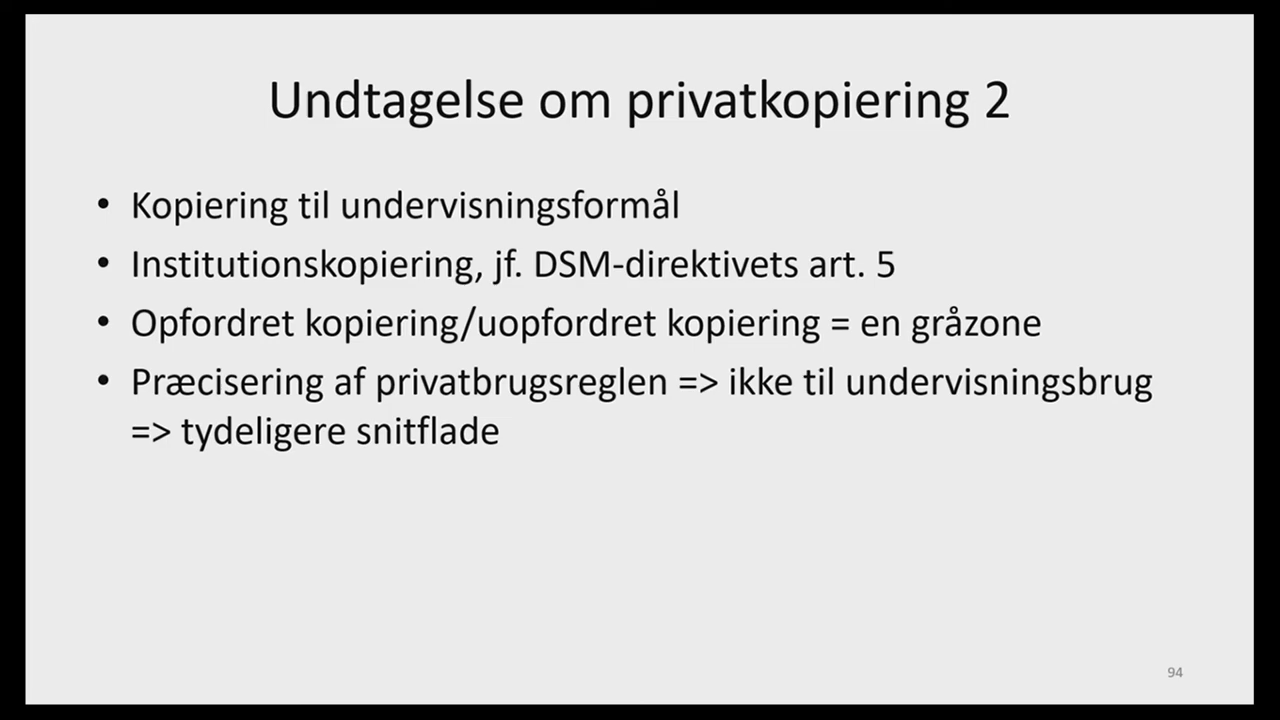 Undtagelse om privatkopiering 2
• Kopiering til undervisningsformål
• Institutionskopiering, jf. DSM-direktivets art. 5
• Opfordret kopiering/uopfordret kopiering = en gråzone
• Præcisering af privatbrugsreglen => ikke til undervisningsbrug
=> tydeligere snitflade
94